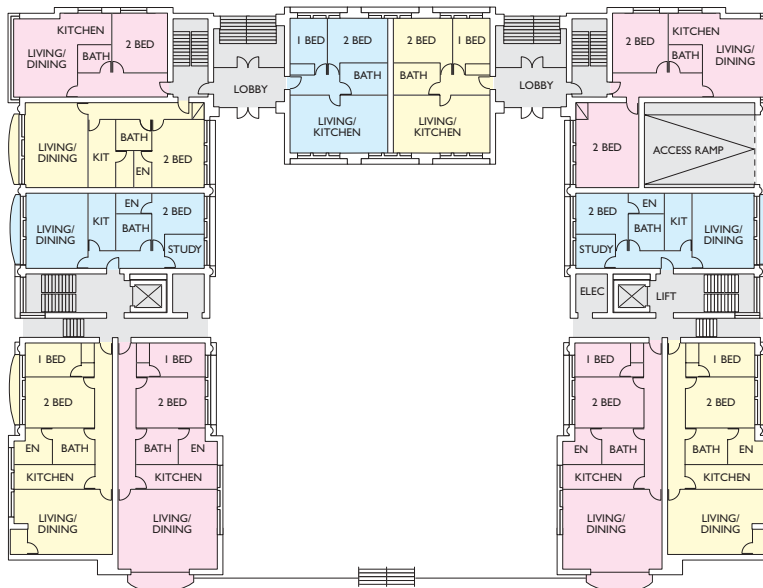 KITCHEN
LIVING/
DINING
2 BED
BATH
LOBBY
1 BED
2 BED
BATH
LIVING/
KITCHEN
2 BED
1 BED
BATH
LIVING/
KITCHEN
LOBBY
2 BED
KITCHEN
BATH
LIVING/
DINING
LIVING/
DINING
KIT
BATH
EN
2 BED
2 BED
ACCESS RAMP
LIVING/
DINING
KIT
EN
BATH
2 BED
STUDY
2 BED
STUDY
EN
BATH
KIT
LIVING/
DINING
ELEC
LIFT
1 BED
2 BED
EN
BATH
KITCHEN
LIVING/
DINING
1 BED
2 BED
BATH
EN
KITCHEN
LIVING/
DINING
1 BED
2 BED
EN
BATH
KITCHEN
LIVING/
DINING
1 BED
2 BED
BATH
EN
KITCHEN
LIVING/
DINING